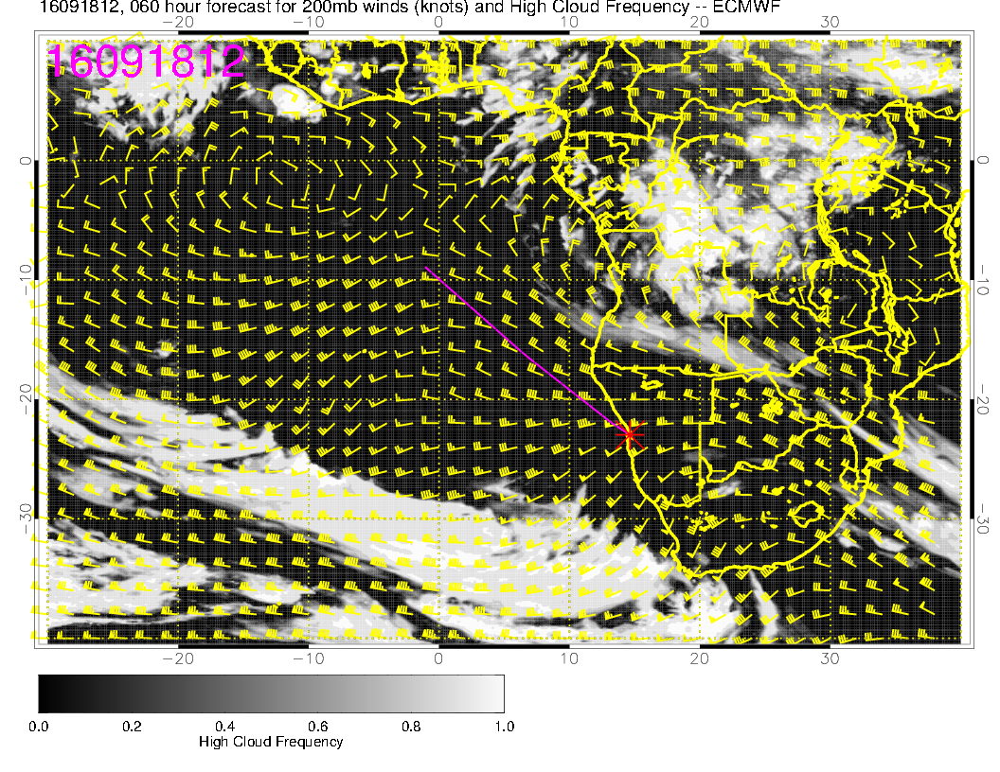 16091812, 060 hour forecast for 200mb winds (knots) and High Cloud Frequency -- ECMWF
−20 −10 0 10 20 30
16091812
0 0
−10 −10
−20 −20
−30 −30
−20 −10 0 10 20 30
0.0 0.2 0.4 0.6 0.8 1.0
High Cloud Frequency